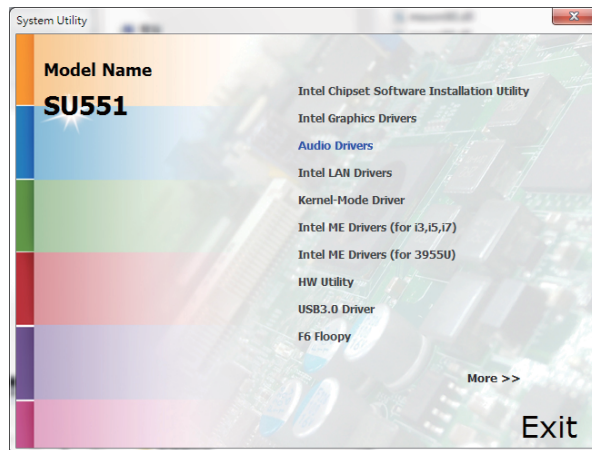 System Utility
Model Name
SU551
Intel Chipset Software Installation Utility
Intel Graphics Drivers
Audio Drivers
Intel LAN Drivers
Kernel-Mode Driver
Intel ME Drivers (for i3,i5,i7)
Intel ME Drivers (for 3955U)
HW Utility
USB3.0 Driver
F6 Floopy
More >>
Exit